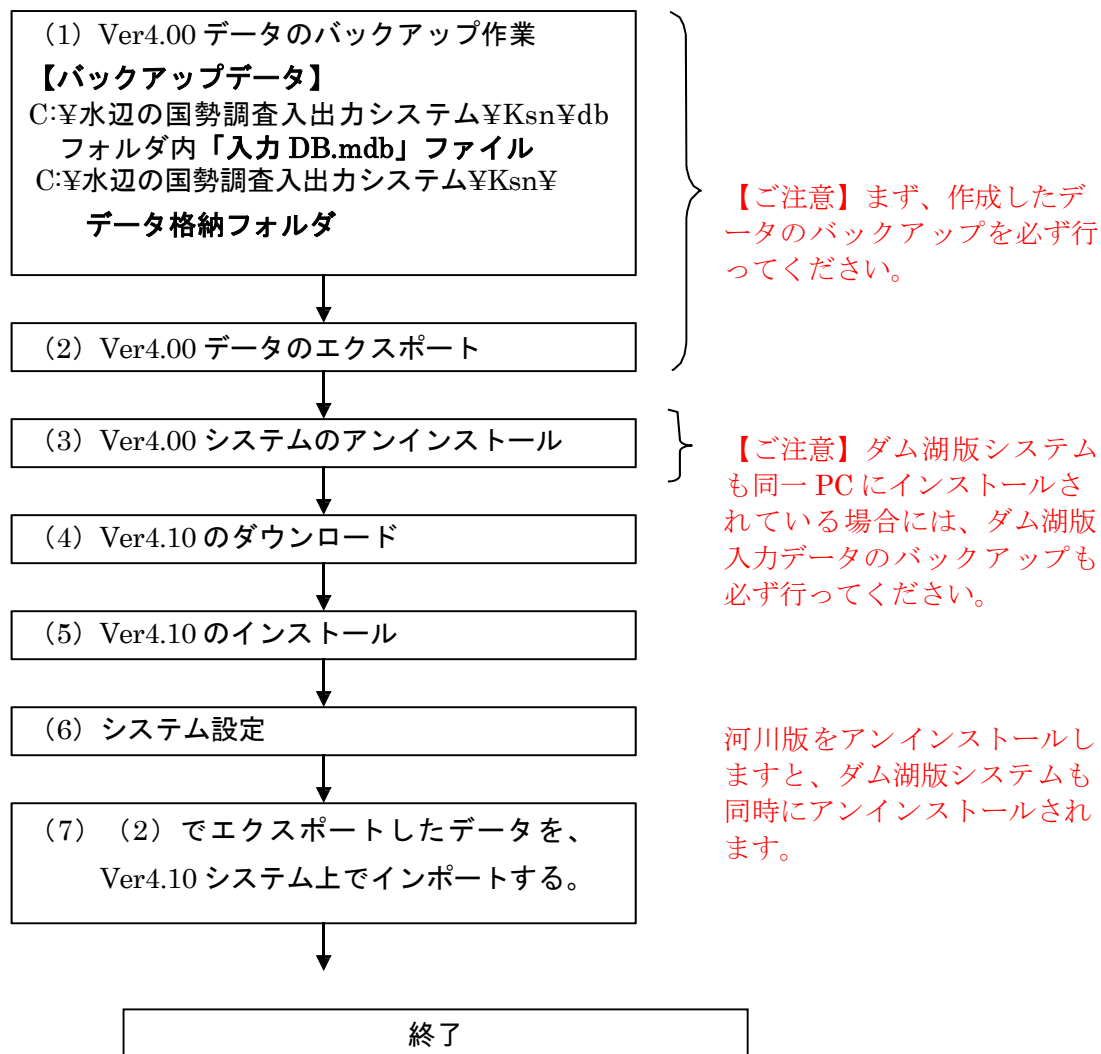 （1）Ver4.00 データのバックアップ作業
【バックアップデータ】
C:¥水辺の国勢調査入出力システム¥Ksn¥db
フォルダ内「入力 DB.mdb」ファイル
C:¥水辺の国勢調査入出力システム¥Ksn¥
データ格納フォルダ
【ご注意】まず、作成したデ
ータのバックアップを必ず行
ってください。
（2）Ver4.00 データのエクスポート
（3）Ver4.00 システムのアンインストール
【ご注意】ダム湖版システム
も同一 PC にインストールさ
れている場合には、ダム湖版
入力データのバックアップも
必ず行ってください。
（4）Ver4.10 のダウンロード
（5）Ver4.10 のインストール
（6）システム設定
河川版をアンインストールし
ますと、ダム湖版システムも
同時にアンインストールされ
ます。
（7）（2）でエクスポートしたデータを、
Ver4.10 システム上でインポートする。
終了